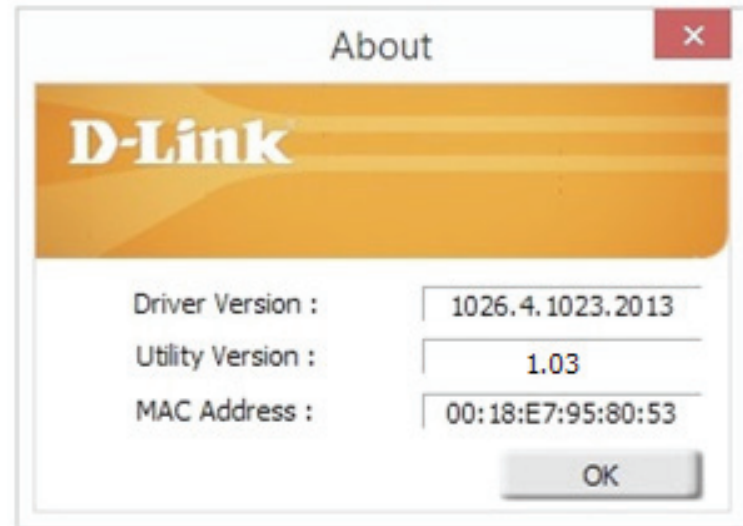 About
D-Link
Driver Version : 1026.4.1023.2013
Utility Version : 1.03
MAC Address : 00:18:E7:95:80:53
OK